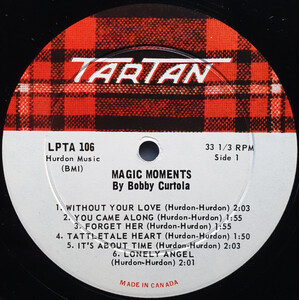 TARTAN
LPTA 106
Hurdon Music
(BMI)
33 1/3 RPM
Side 1
MAGIC MOMENTS
By Bobby Curtola
1. WITHOUT YOUR LOVE (Hurdon-Hurdon) 2:03
2. YOU CAME ALONG (Hurdon-Hurdon) 1:55
3. FORGET HER (Hurdon-Hurdon) 1:55
4. TATTLETALE HEART (Hurdon-Hurdon) 2:05
5. IT'S ABOUT TIME (Hurdon-Hurdon) 2:03
6. LONELY ANGEL
(Hurdon-Hurdon) 2:01
MADE IN CANADA